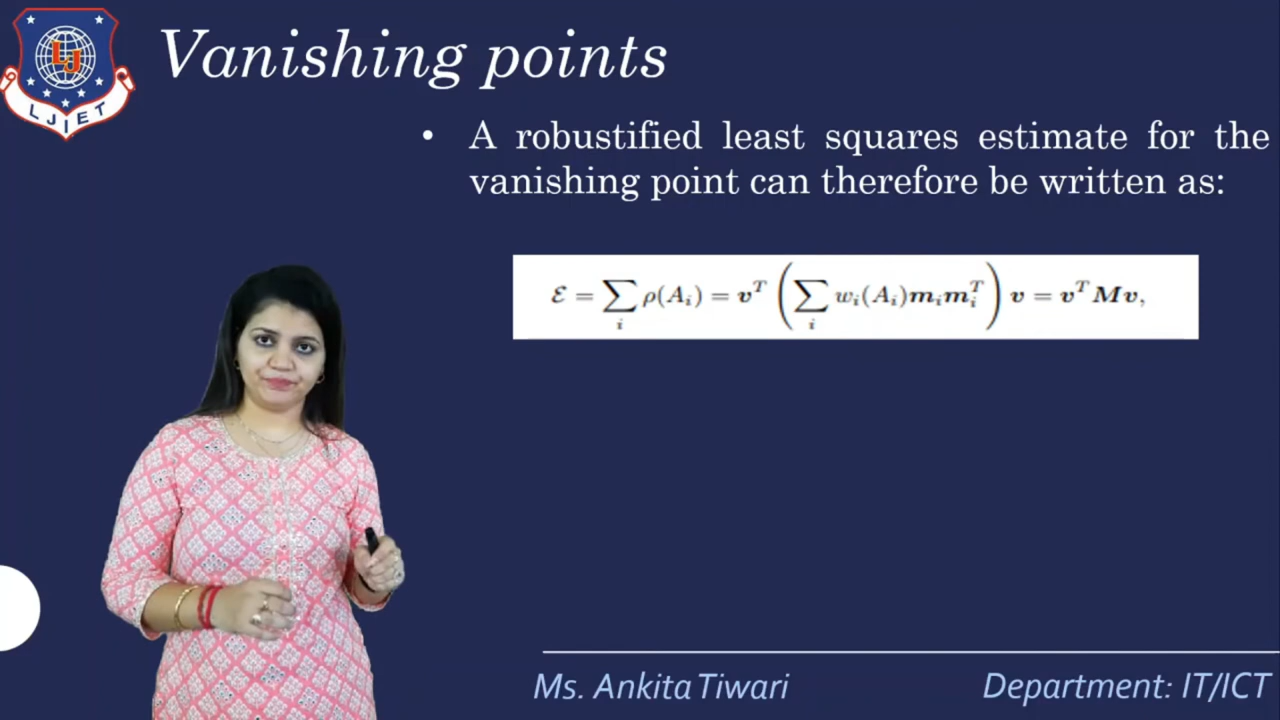 LJ
LJIET
Vanishing points
• A robustified least squares estimate for the
vanishing point can therefore be written as:
ℰ = ∑ᵢ ρ(Aᵢ) = 𝒗ᵀ (∑ᵢ wᵢ(Aᵢ)𝒎ᵢ𝒎ᵢᵀ) 𝒗 = 𝒗ᵀ𝑴𝒗,
Ms. Ankita Tiwari
Department: IT/ICT